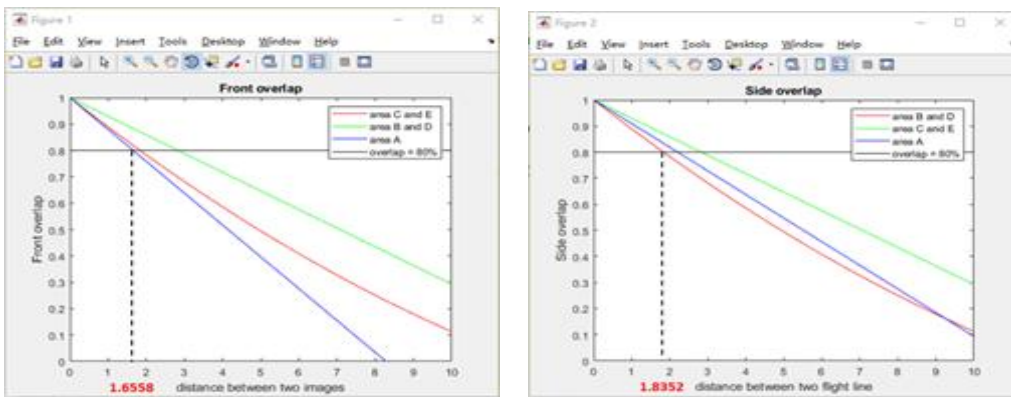 Figure 1
File Edit View Insert Tools Desktop Window Help
Front overlap
area C and E
area B and D
area A
overlap = 80%
1
0.9
0.8
0.7
0.6
0.5
0.4
0.3
0.2
0.1
0
Front overlap
0 1 2 3 4 5 6 7 8 9 10
1.6558 distance between two images
Figure 2
File Edit View Insert Tools Desktop Window Help
Side overlap
area B and D
area C and E
area A
overlap = 80%
1
0.9
0.8
0.7
0.6
0.5
0.4
0.3
0.2
0.1
0
Side overlap
0 1 2 3 4 5 6 7 8 9 10
1.8352 distance between two flight line